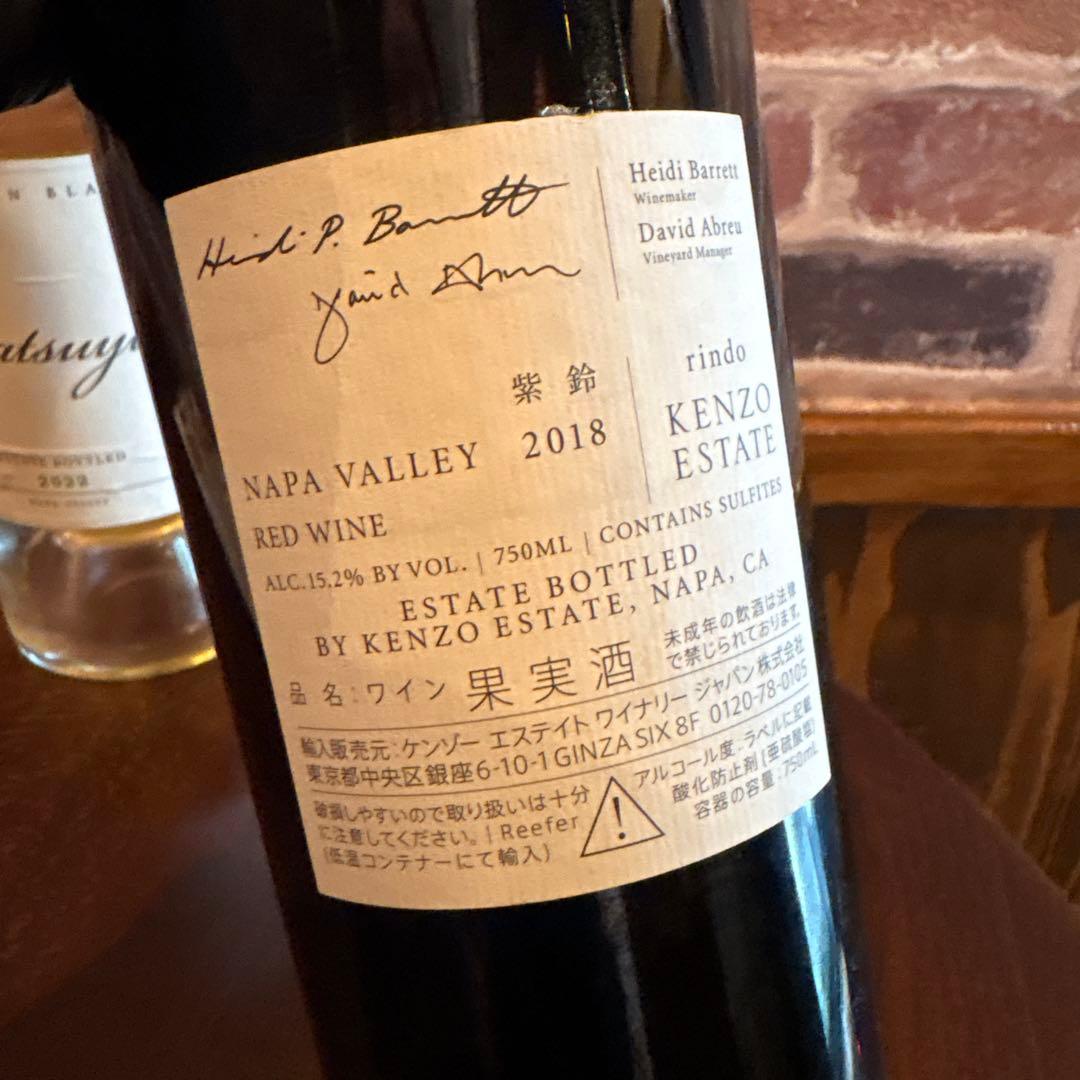 Heidi P. Barrett
David Abreu
Heidi Barrett
Winemaker
David Abreu
Vineyard Manager
紫鈴
rindo
NAPA VALLEY 2018
KENZO
ESTATE
RED WINE
ALC.15.2% BY VOL. | 750ML | CONTAINS SULFITES
ESTATE BOTTLED
BY KENZO ESTATE, NAPA, CA
品 名:ワイン 果実酒
未成年の飲酒は法律
で禁じられております。
輸入販売元:ケンゾー エステイト ワイナリー ジャパン株式会社
東京都中央区銀座6-10-1 GINZA SIX 8F 0120-78-0105
破損しやすいので取り扱いは十分
に注意してください。| Reefer
(低温コンテナーにて輸入)
アルコール度:ラベルに記載
酸化防止剤(亜硫酸塩)
容器の容量:750mL
N BLA
atsuyu
BOTTLED
2022